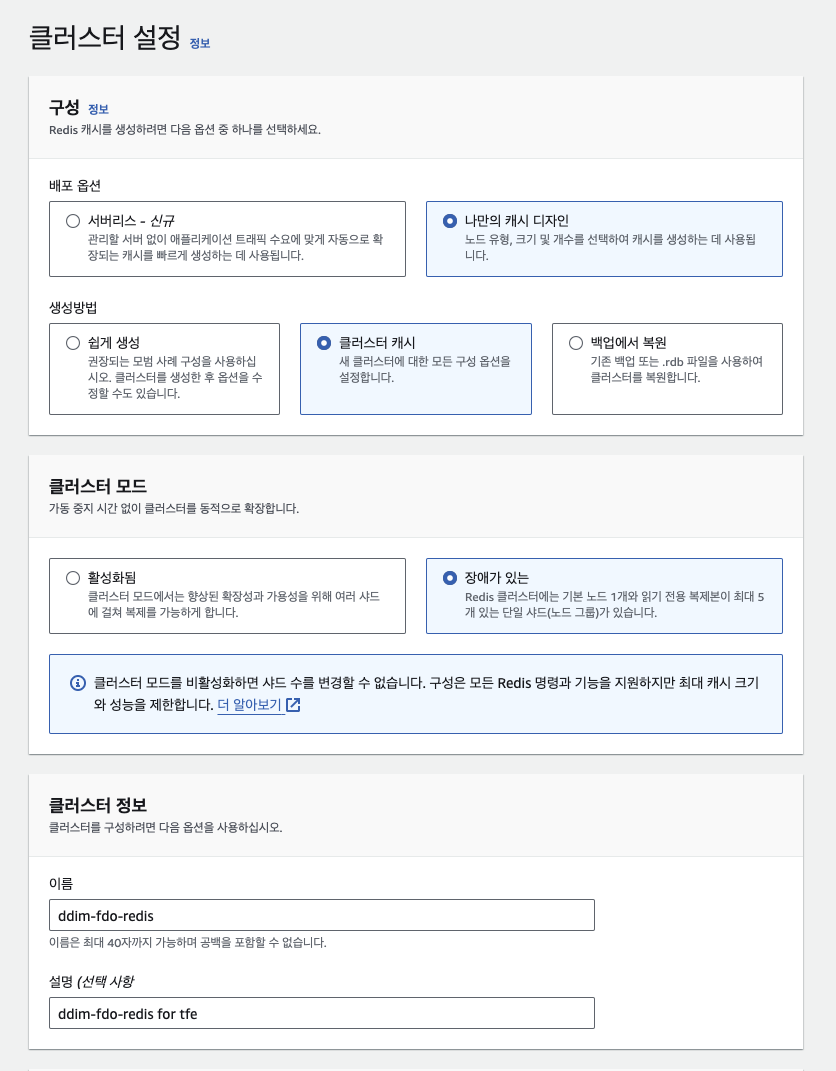 클러스터 설정 정보
구성 정보
Redis 캐시를 생성하려면 다음 옵션 중 하나를 선택하세요.
배포 옵션
서버리스 - 신규
관리할 서버 없이 애플리케이션 트래픽 수요에 맞게 자동으로 확
장되는 캐시를 빠르게 생성하는 데 사용됩니다.
나만의 캐시 디자인
노드 유형, 크기 및 개수를 선택하여 캐시를 생성하는 데 사용됩
니다.
생성방법
쉽게 생성
권장되는 모범 사례 구성을 사용하십
시오. 클러스터를 생성한 후 옵션을 수
정할 수도 있습니다.
클러스터 캐시
새 클러스터에 대한 모든 구성 옵션을
설정합니다.
백업에서 복원
기존 백업 또는 .rdb 파일을 사용하여
클러스터를 복원합니다.
클러스터 모드
가동 중지 시간 없이 클러스터를 동적으로 확장합니다.
활성화됨
클러스터 모드에서는 향상된 확장성과 가용성을 위해 여러 샤드
에 걸쳐 복제를 가능하게 합니다.
장애가 있는
Redis 클러스터에는 기본 노드 1개와 읽기 전용 복제본이 최대 5
개 있는 단일 샤드(노드 그룹)가 있습니다.
클러스터 모드를 비활성화하면 샤드 수를 변경할 수 없습니다. 구성은 모든 Redis 명령과 기능을 지원하지만 최대 캐시 크기
와 성능을 제한합니다. 더 알아보기
클러스터 정보
클러스터를 구성하려면 다음 옵션을 사용하십시오.
이름
ddim-fdo-redis
이름은 최대 40자까지 가능하며 공백을 포함할 수 없습니다.
설명 (선택 사항
ddim-fdo-redis for tfe